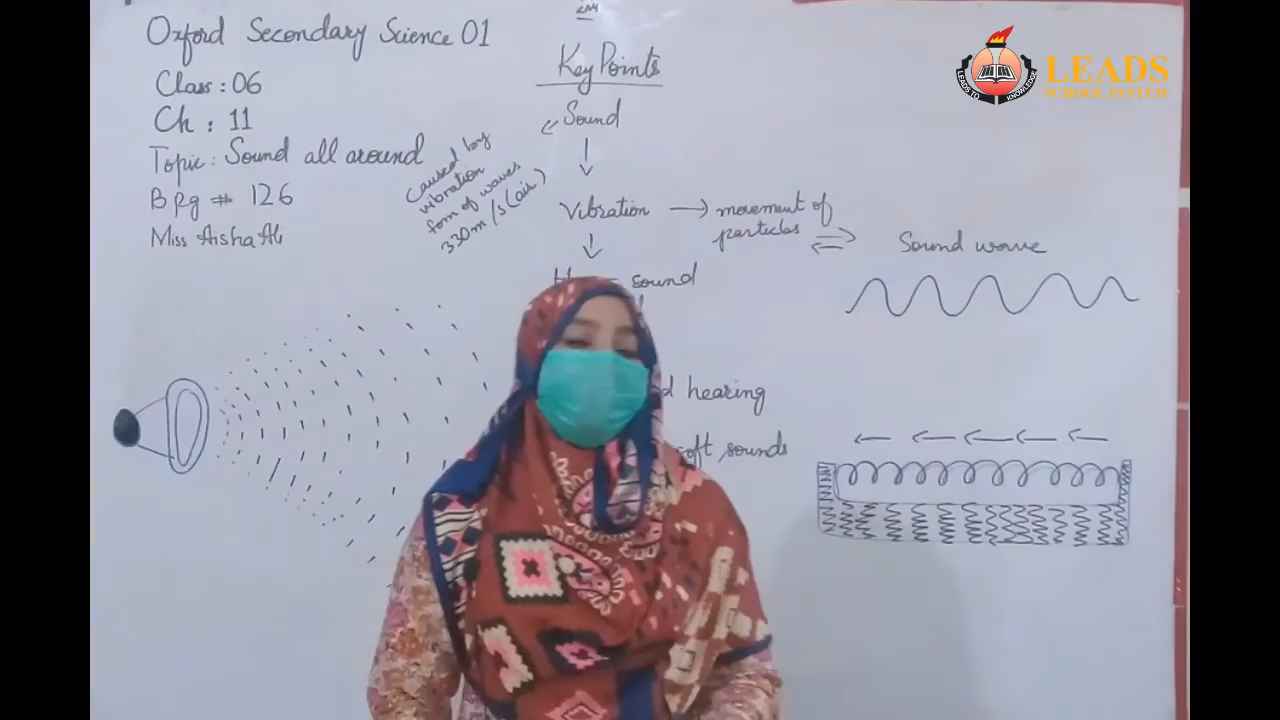 Oxford Secondary Science 01
Class : 06
Ch : 11
Topic : Sound all around
B pg # 126
Miss Aisha Ali
Key Points
Sound
caused by
vibration
form of waves
330 m/s (air)
Vibration → movement of
particles
sound
hearing
soft sounds
Sound wave
LEADS
SCHOOL SYSTEM
LEADS TO KNOWLEDGE